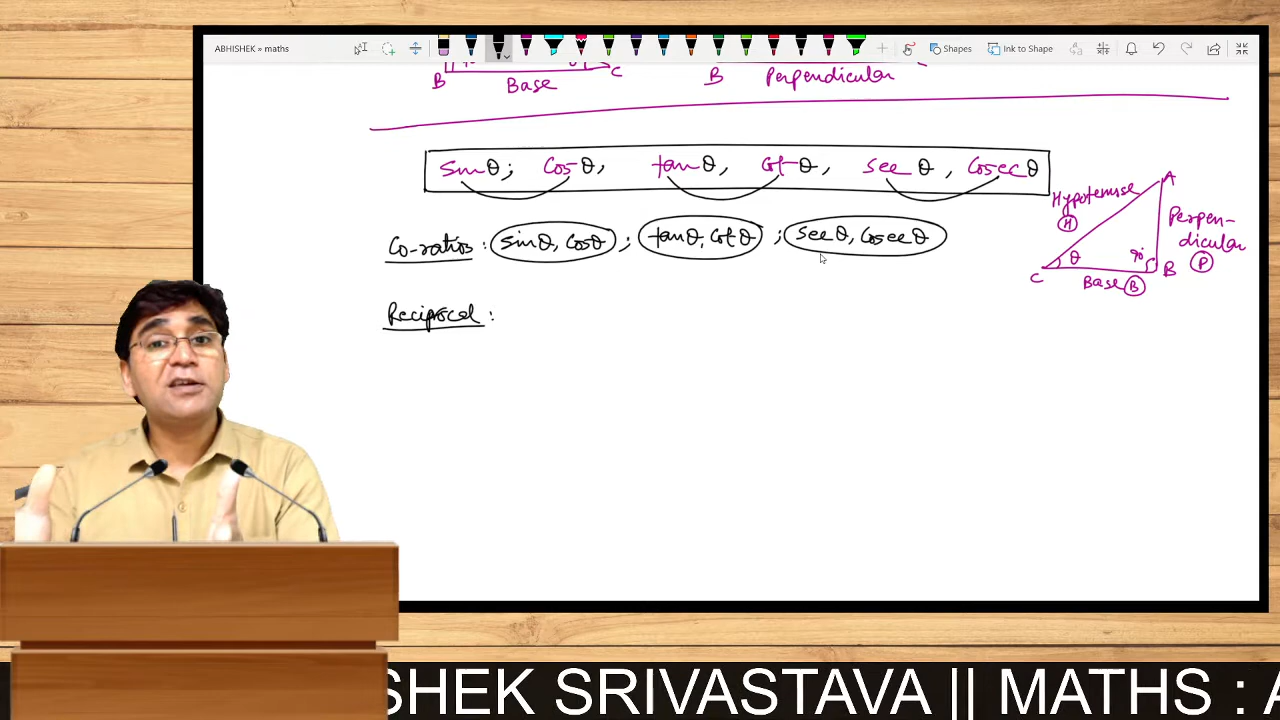 ABHISHEK » maths
Shapes
Ink to Shape
B
C
Base
B
Perpendicular
sin θ; Cos θ, tan θ, Cot θ, sec θ, Cosec θ
Co-ratios : sin θ, Cos θ ; tan θ, Cot θ ; sec θ, Cosec θ
Reciprocal :
A
Hypotenuse
H
Perpen-
dicular
P
θ
90
C
B
Base B
SHEK SRIVASTAVA || MATHS : A